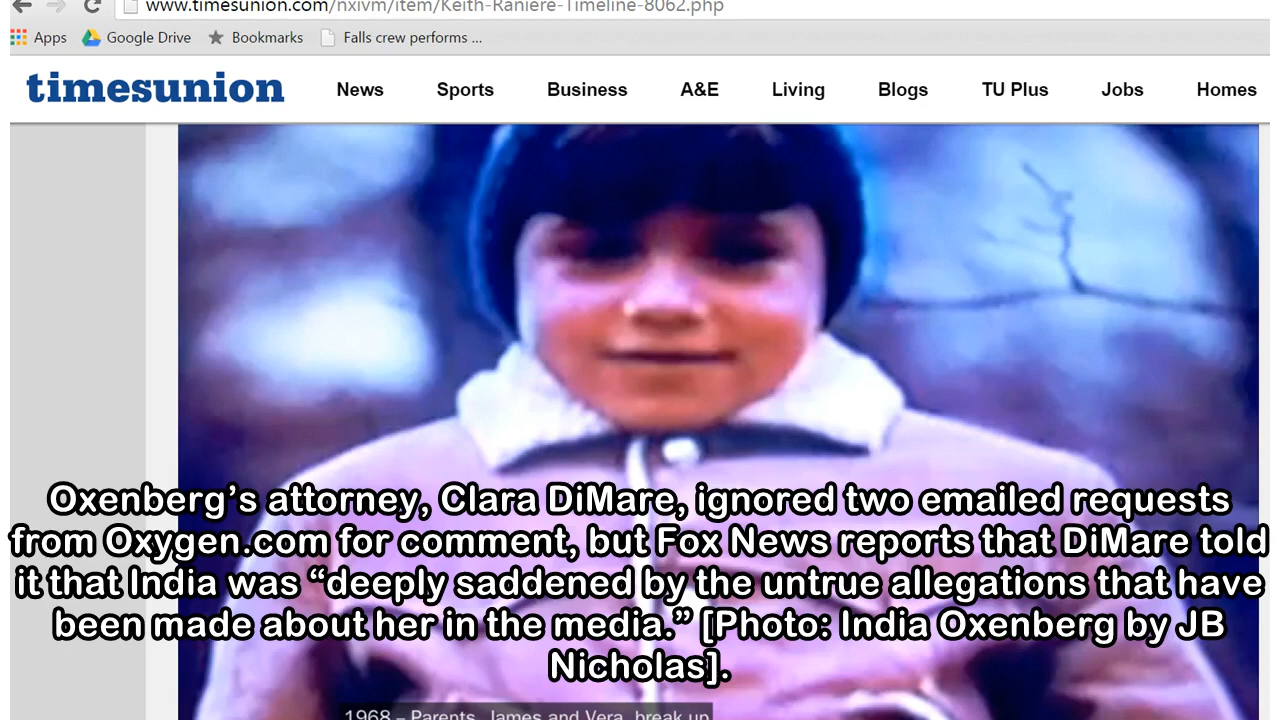 www.timesunion.com/nxivm/item/Keith-Raniere-Timeline-8062.php
Apps Google Drive Bookmarks Falls crew performs ...
timesunion News Sports Business A&E Living Blogs TU Plus Jobs Homes
Oxenberg’s attorney, Clara DiMare, ignored two emailed requests
from Oxygen.com for comment, but Fox News reports that DiMare told
it that India was “deeply saddened by the untrue allegations that have
been made about her in the media.” [Photo: India Oxenberg by JB
Nicholas].
1968 – Parents, James and Vera, break up